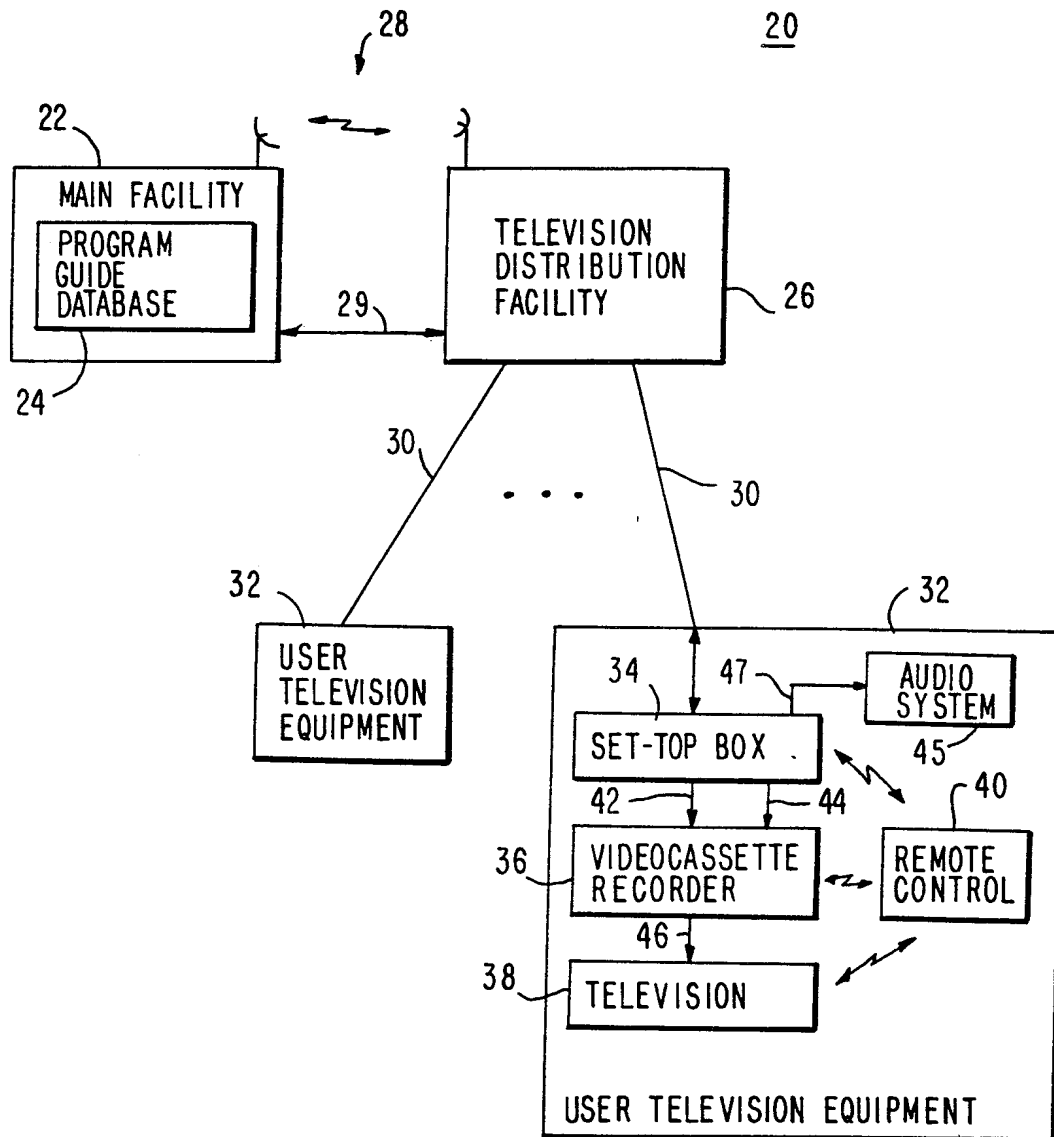 28
20
22
MAIN FACILITY
PROGRAM
GUIDE
DATABASE
24
29
TELEVISION
DISTRIBUTION
FACILITY
26
30
30
32
USER
TELEVISION
EQUIPMENT
32
34
47
AUDIO
SYSTEM
45
SET-TOP BOX
42
44
40
36
VIDEOCASSETTE
RECORDER
REMOTE
CONTROL
46
38
TELEVISION
USER TELEVISION EQUIPMENT